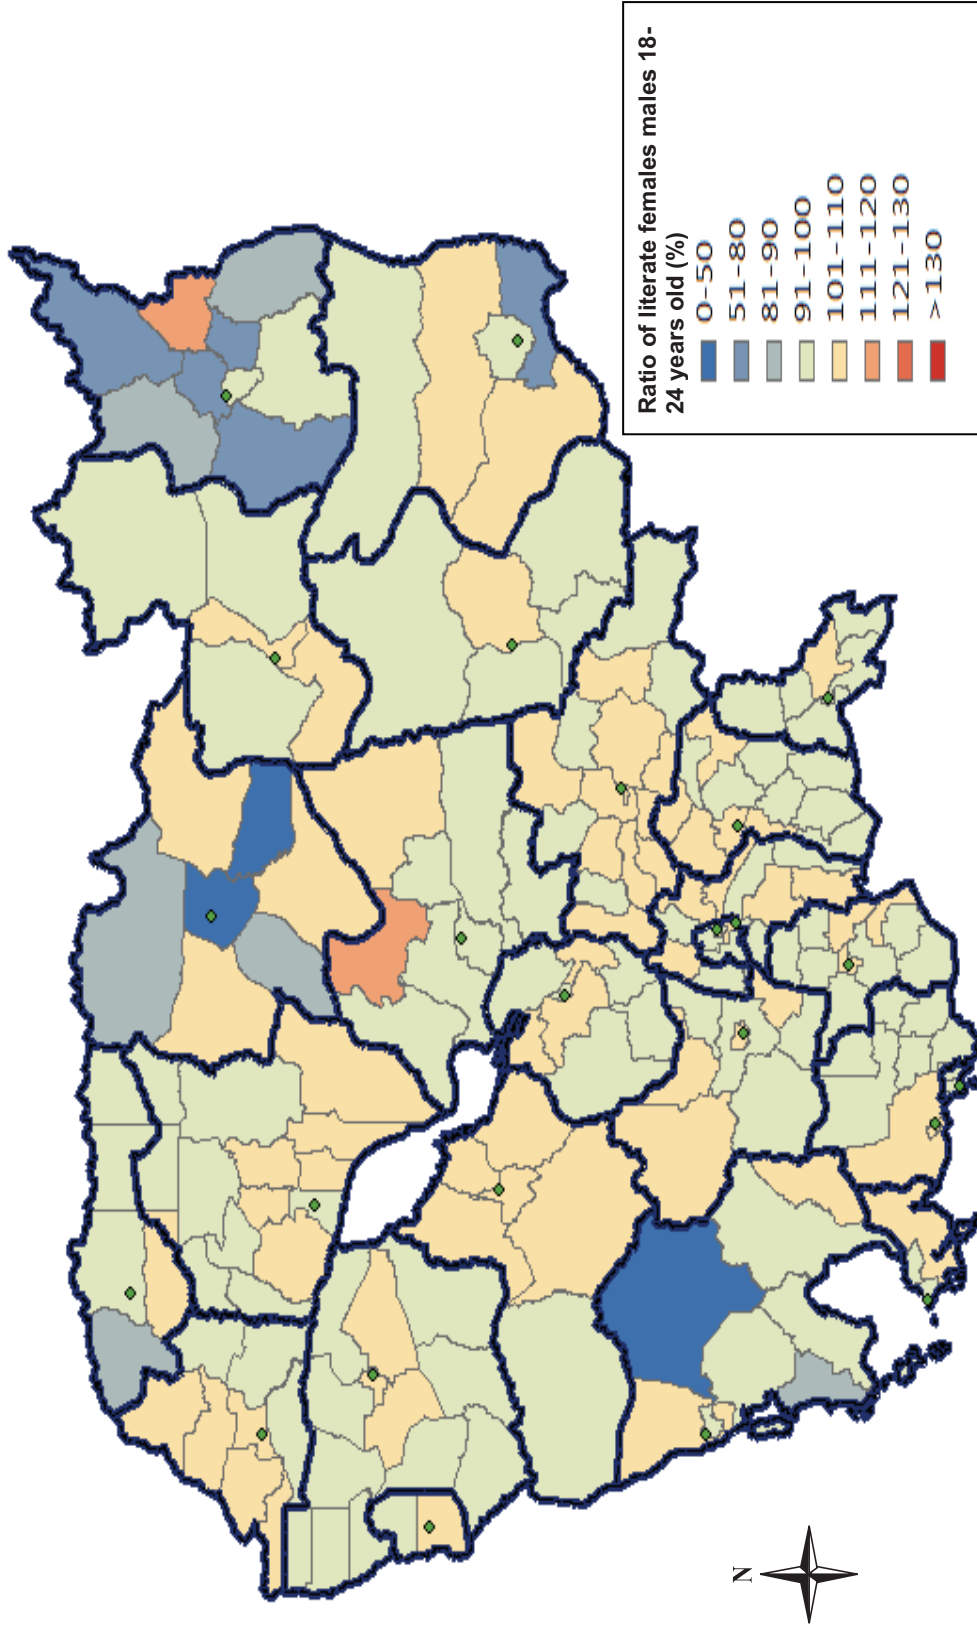 Ratio of literate females males 18-
24 years old (%)
0-50
51-80
81-90
91-100
101-110
111-120
121-130
>130
N